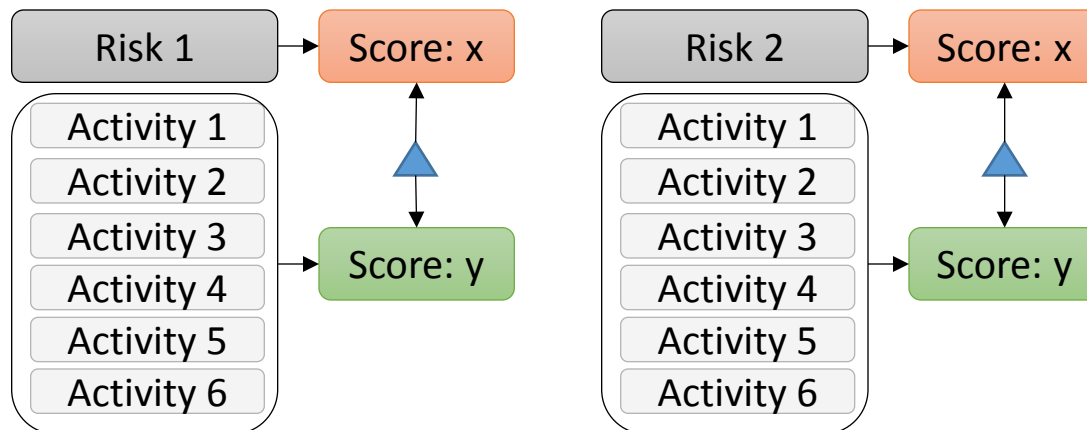 Risk 1
Score: x
Activity 1
Activity 2
Activity 3
Activity 4
Activity 5
Activity 6
Score: y
Risk 2
Score: x
Activity 1
Activity 2
Activity 3
Activity 4
Activity 5
Activity 6
Score: y